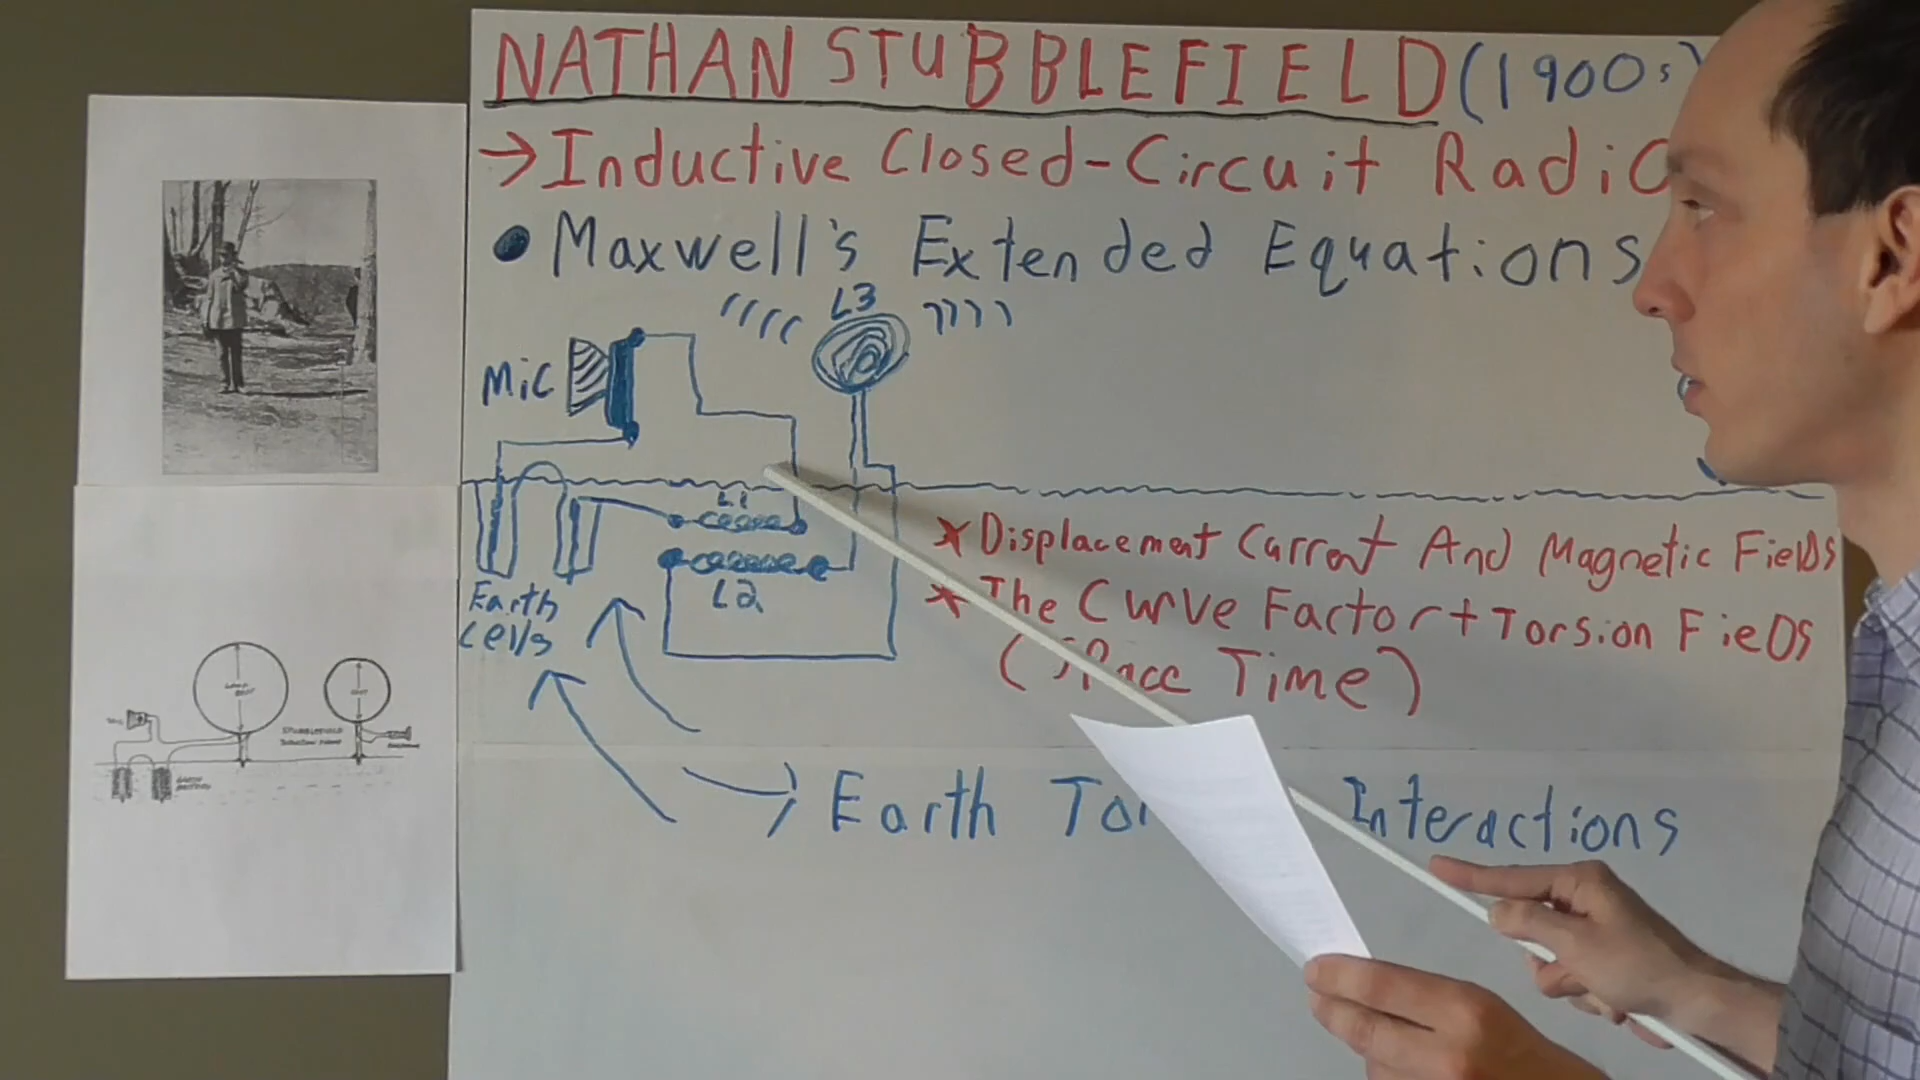 NATHAN STUBBLEFIELD (1900s)
→ Inductive Closed-Circuit Radio
• Maxwell's Extended Equations
L3
Mic
L1
L2
Earth
Cells
* Displacement Current And Magnetic Fields
* The Curve Factor + Torsion Fields
(Space Time)
Earth Interactions